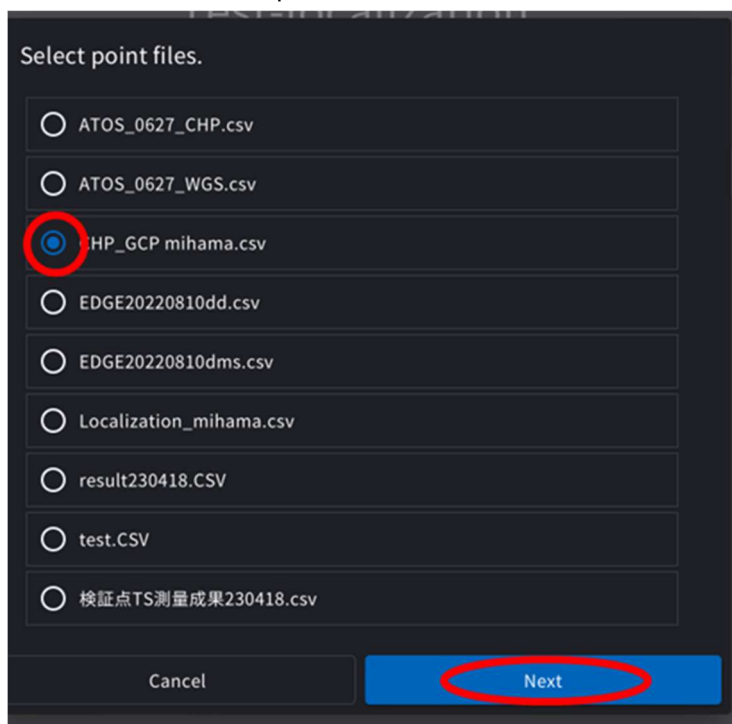 Select point files.
ATOS_0627_CHP.csv
ATOS_0627_WGS.csv
CHP_GCP mihama.csv
EDGE20220810dd.csv
EDGE20220810dms.csv
Localization_mihama.csv
result230418.CSV
test.CSV
検証点TS測量成果230418.csv
Cancel
Next